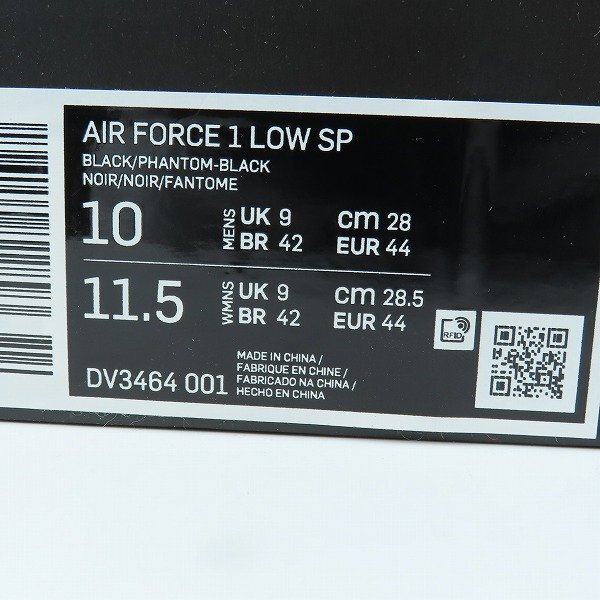 AIR FORCE 1 LOW SP
BLACK/PHANTOM-BLACK
NOIR/NOIR/FANTOME
10 MENS UK 9 cm 28
BR 42 EUR 44
11.5 WMNS UK 9 cm 28.5
BR 42 EUR 44
RFID
DV3464 001
MADE IN CHINA /
FABRIQUE EN CHINE /
FABRICADO NA CHINA /
HECHO EN CHINA